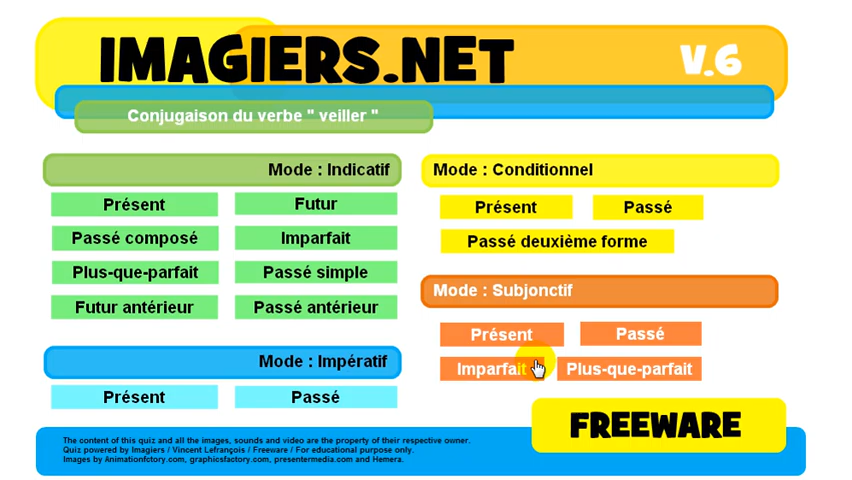 IMAGIERS.NET
V.6
Conjugaison du verbe " veiller "
Mode : Indicatif
Présent
Futur
Passé composé
Imparfait
Plus-que-parfait
Passé simple
Futur antérieur
Passé antérieur
Mode : Impératif
Présent
Passé
Mode : Conditionnel
Présent
Passé
Passé deuxième forme
Mode : Subjonctif
Présent
Passé
Imparfait
Plus-que-parfait
FREEWARE
The content of this quiz and all the images, sounds and video are the property of their respective owner.
Quiz powered by Imagiers / Vincent Lefrançois / Freeware / For educational purpose only.
Images by Animationfctory.com, graphicsfactory.com, presentermedia.com and Hemera.